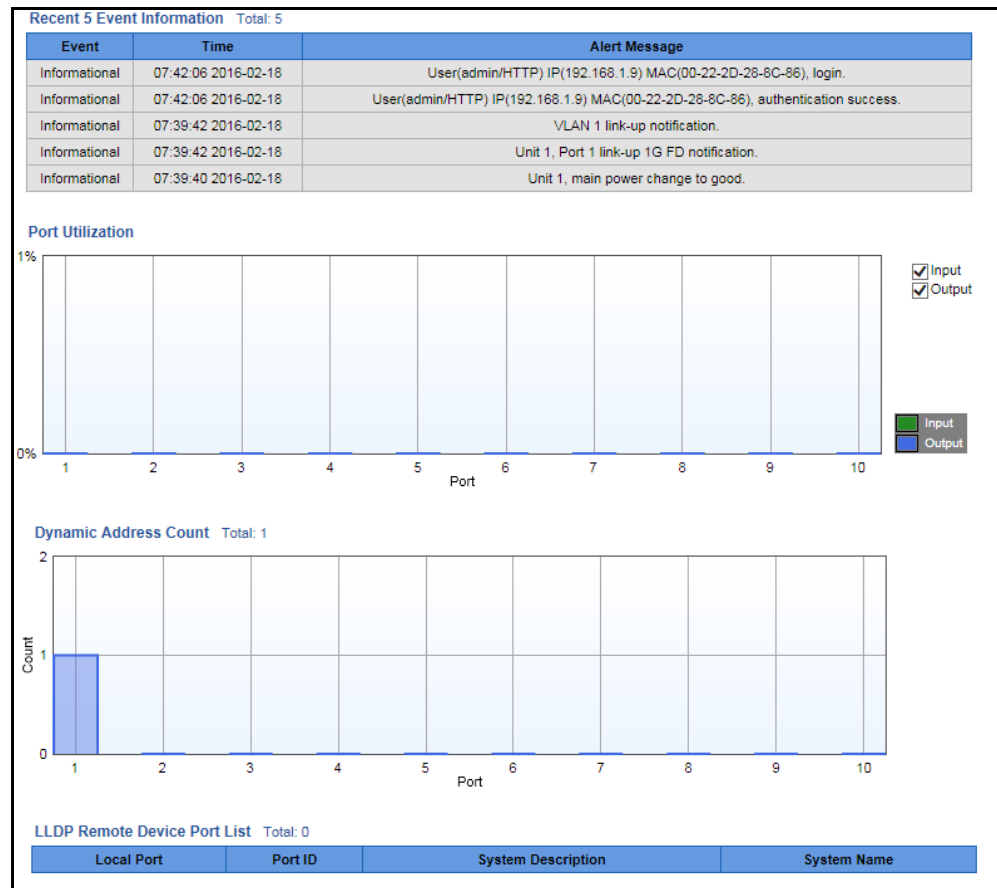 Recent 5 Event Information Total: 5
Event Time Alert Message
Informational 07:42:06 2016-02-18 User(admin/HTTP) IP(192.168.1.9) MAC(00-22-2D-28-8C-86), login.
Informational 07:42:06 2016-02-18 User(admin/HTTP) IP(192.168.1.9) MAC(00-22-2D-28-8C-86), authentication success.
Informational 07:39:42 2016-02-18 VLAN 1 link-up notification.
Informational 07:39:42 2016-02-18 Unit 1, Port 1 link-up 1G FD notification.
Informational 07:39:40 2016-02-18 Unit 1, main power change to good.
Port Utilization
1%
Input
Output
Input
Output
0%
1 2 3 4 5 6 7 8 9 10
Port
Dynamic Address Count Total: 1
2
Count
1
0
1 2 3 4 5 6 7 8 9 10
Port
LLDP Remote Device Port List Total: 0
Local Port Port ID System Description System Name